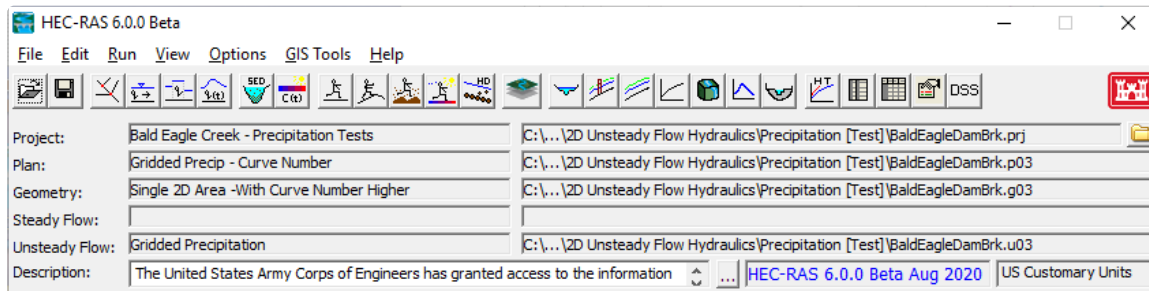 HEC-RAS 6.0.0 Beta
File Edit Run View Options GIS Tools Help
SED C(t) HD HT DSS
Project: Bald Eagle Creek - Precipitation Tests C:\...\2D Unsteady Flow Hydraulics\Precipitation [Test]\BaldEagleDamBrk.prj
Plan: Gridded Precip - Curve Number C:\...\2D Unsteady Flow Hydraulics\Precipitation [Test]\BaldEagleDamBrk.p03
Geometry: Single 2D Area -With Curve Number Higher C:\...\2D Unsteady Flow Hydraulics\Precipitation [Test]\BaldEagleDamBrk.g03
Steady Flow:
Unsteady Flow: Gridded Precipitation C:\...\2D Unsteady Flow Hydraulics\Precipitation [Test]\BaldEagleDamBrk.u03
Description: The United States Army Corps of Engineers has granted access to the information ... HEC-RAS 6.0.0 Beta Aug 2020 US Customary Units